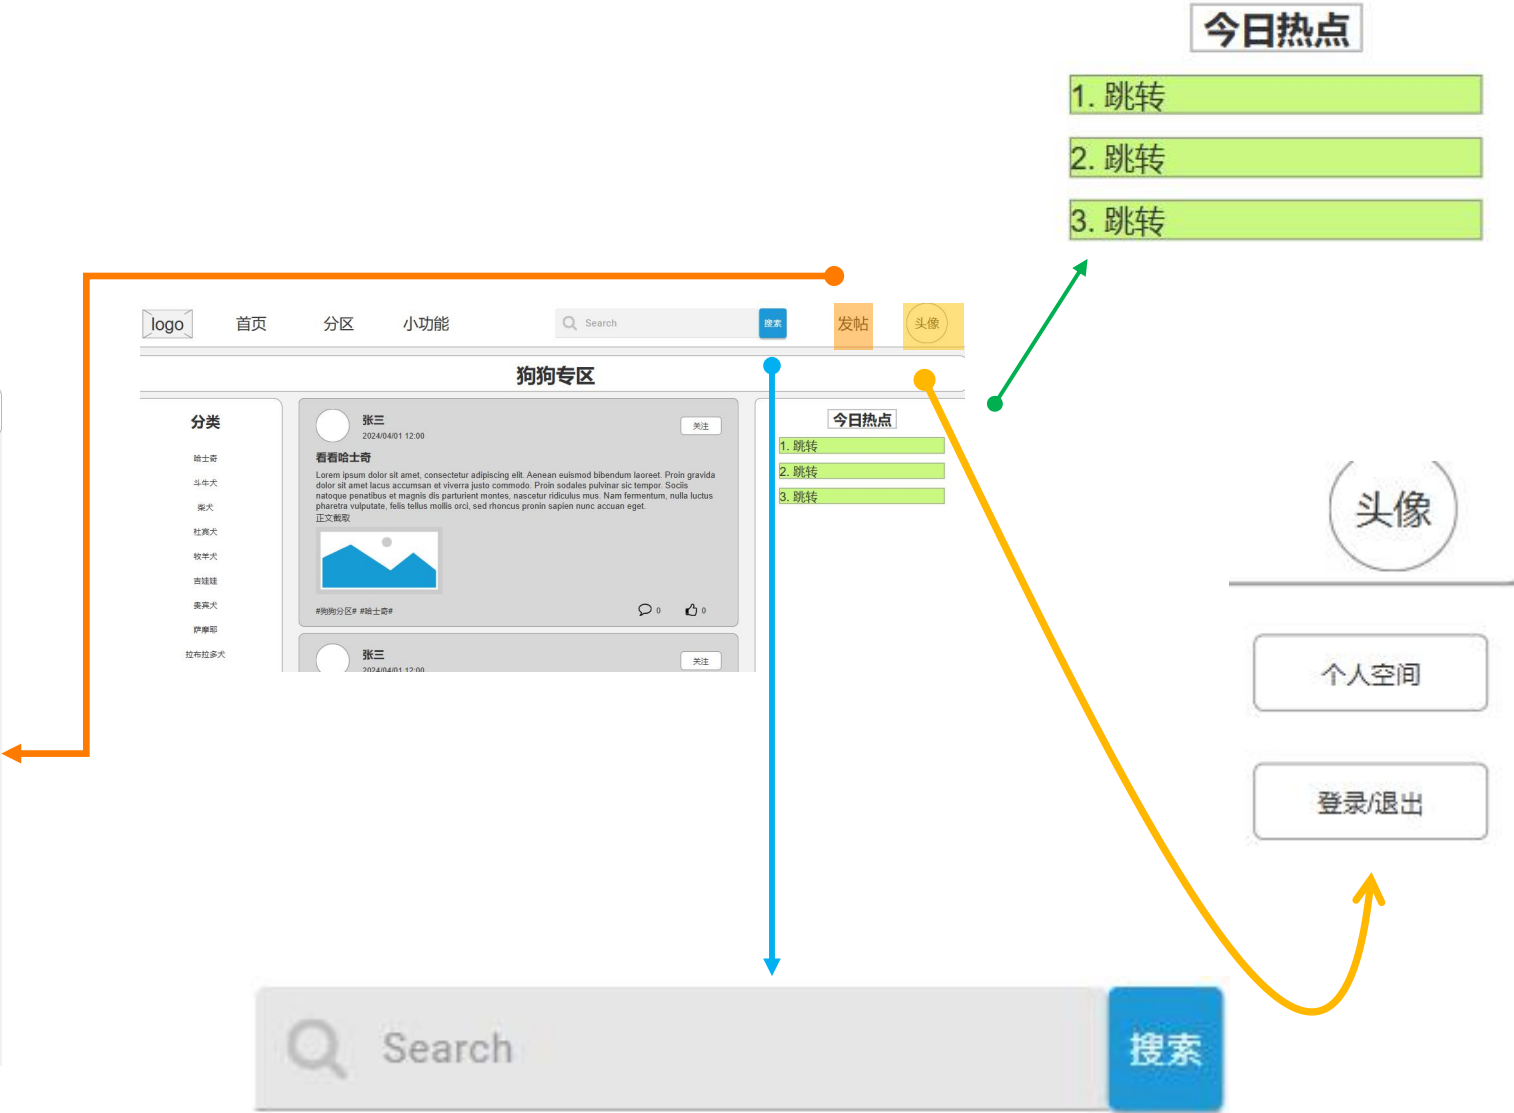 今日热点
1. 跳转
2. 跳转
3. 跳转
logo
首页
分区
小功能
Search
搜索
发帖
头像
狗狗专区
分类
哈士奇
斗牛犬
柴犬
杜宾犬
牧羊犬
吉娃娃
贵宾犬
萨摩耶
拉布拉多犬
张三
2024/04/01 12:00
关注
看看哈士奇
Lorem ipsum dolor sit amet, consectetur adipiscing elit. Aenean euismod bibendum laoreet. Proin gravida
dolor sit amet lacus accumsan et viverra justo commodo. Proin sodales pulvinar sic tempor. Sociis
natoque penatibus et magnis dis parturient montes, nascetur ridiculus mus. Nam fermentum, nulla luctus
pharetra vulputate, felis tellus mollis orci, sed rhoncus pronin sapien nunc accuan eget.
正文截取
#狗狗分区# #哈士奇#
0
0
张三
2024/04/01 12:00
关注
今日热点
1. 跳转
2. 跳转
3. 跳转
头像
个人空间
登录/退出
Search
搜索